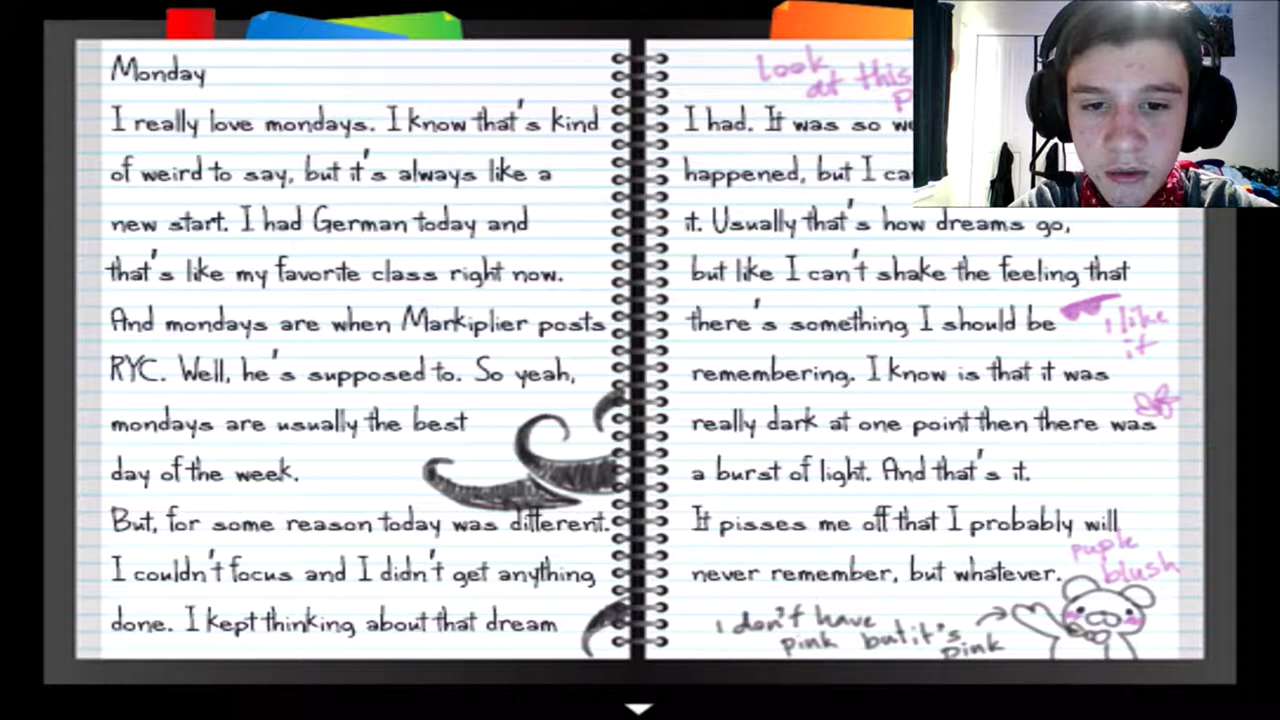 Monday
I really love mondays. I know that's kind
of weird to say, but it's always like a
new start. I had German today and
that's like my favorite class right now.
And mondays are when Markiplier posts
RYC. Well, he's supposed to. So yeah,
mondays are usually the best
day of the week.
But, for some reason today was different.
I couldn't focus and I didn't get anything
done. I kept thinking about that dream
Look
at this
I had. It was so
happened, but I
it. Usually that's how dreams go,
but like I can't shake the feeling that
there's something I should be
I like
it
remembering. I know is that it was
really dark at one point then there was
a burst of light. And that's it.
It pisses me off that I probably will
never remember, but whatever.
puple
blush
I don't have
pink but it's
pink